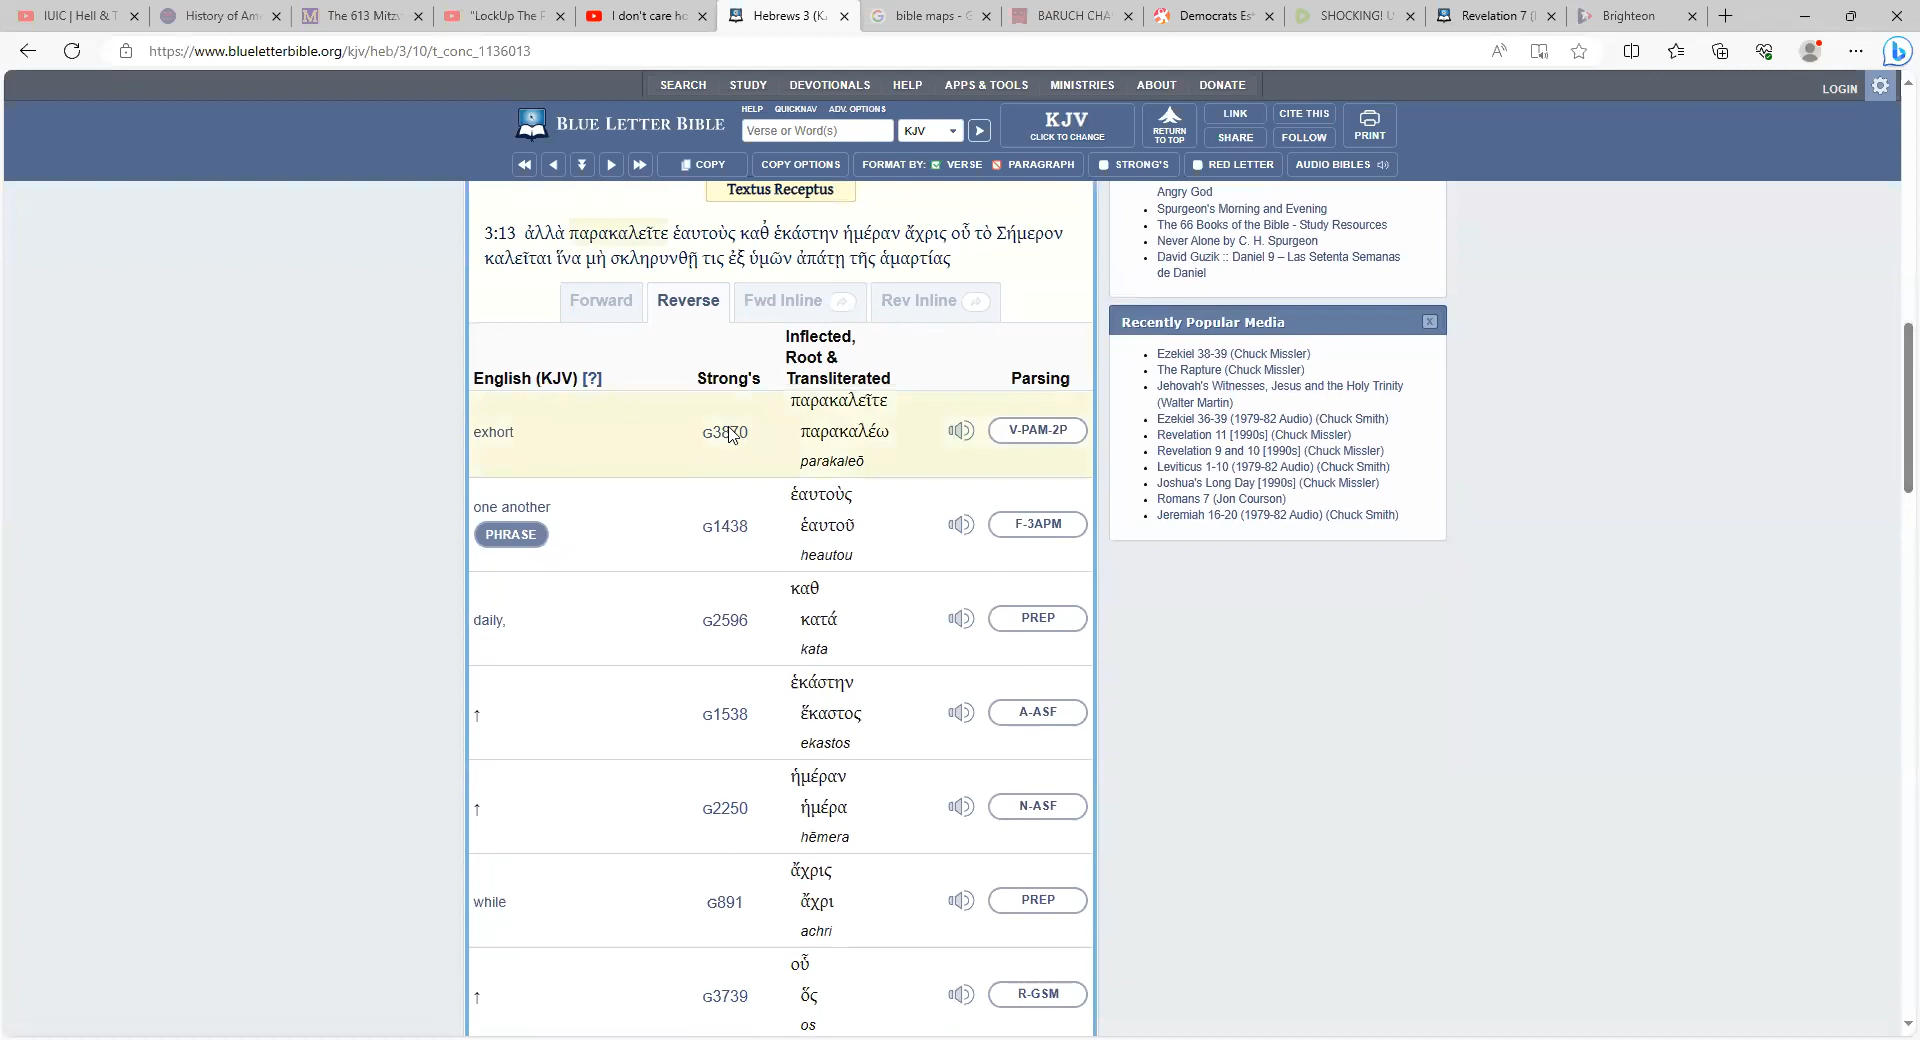 IUIC | Hell & T
History of Am
The 613 Mitzv
"LockUp The F
I don't care ho
Hebrews 3 (KJ
bible maps - G
BARUCH CHA
Democrats Es
SHOCKING! U
Revelation 7 (
Brighteon
https://www.blueletterbible.org/kjv/heb/3/10/t_conc_1136013
SEARCH STUDY DEVOTIONALS HELP APPS & TOOLS MINISTRIES ABOUT DONATE
LOGIN
BLUE LETTER BIBLE
HELP QUICKNAV ADV. OPTIONS
Verse or Word(s) KJV
KJV
CLICK TO CHANGE
RETURN
TO TOP
LINK CITE THIS
SHARE FOLLOW
PRINT
COPY COPY OPTIONS FORMAT BY: VERSE PARAGRAPH STRONG'S RED LETTER AUDIO BIBLES
Textus Receptus
3:13 ἀλλὰ παρακαλεῖτε ἑαυτοὺς καθ ἑκάστην ἡμέραν ἄχρις οὗ τὸ Σήμερον
καλεῖται ἵνα μὴ σκληρυνθῇ τις ἐξ ὑμῶν ἀπάτῃ τῆς ἁμαρτίας
Forward Reverse Fwd Inline Rev Inline
Inflected,
Root &
English (KJV) [?] Strong's Transliterated Parsing
παρακαλεῖτε
exhort G3870 παρακαλέω V-PAM-2P
parakaleō
ἑαυτοὺς
one another
PHRASE G1438 ἑαυτοῦ F-3APM
heautou
καθ
daily, G2596 κατά PREP
kata
ἑκάστην
↑ G1538 ἕκαστος A-ASF
ekastos
ἡμέραν
↑ G2250 ἡμέρα N-ASF
hēmera
ἄχρις
while G891 ἄχρι PREP
achri
οὗ
↑ G3739 ὅς R-GSM
os
Angry God
Spurgeon's Morning and Evening
The 66 Books of the Bible - Study Resources
Never Alone by C. H. Spurgeon
David Guzik :: Daniel 9 – Las Setenta Semanas
de Daniel
Recently Popular Media
Ezekiel 38-39 (Chuck Missler)
The Rapture (Chuck Missler)
Jehovah's Witnesses, Jesus and the Holy Trinity
(Walter Martin)
Ezekiel 36-39 (1979-82 Audio) (Chuck Smith)
Revelation 11 [1990s] (Chuck Missler)
Revelation 9 and 10 [1990s] (Chuck Missler)
Leviticus 1-10 (1979-82 Audio) (Chuck Smith)
Joshua's Long Day [1990s] (Chuck Missler)
Romans 7 (Jon Courson)
Jeremiah 16-20 (1979-82 Audio) (Chuck Smith)